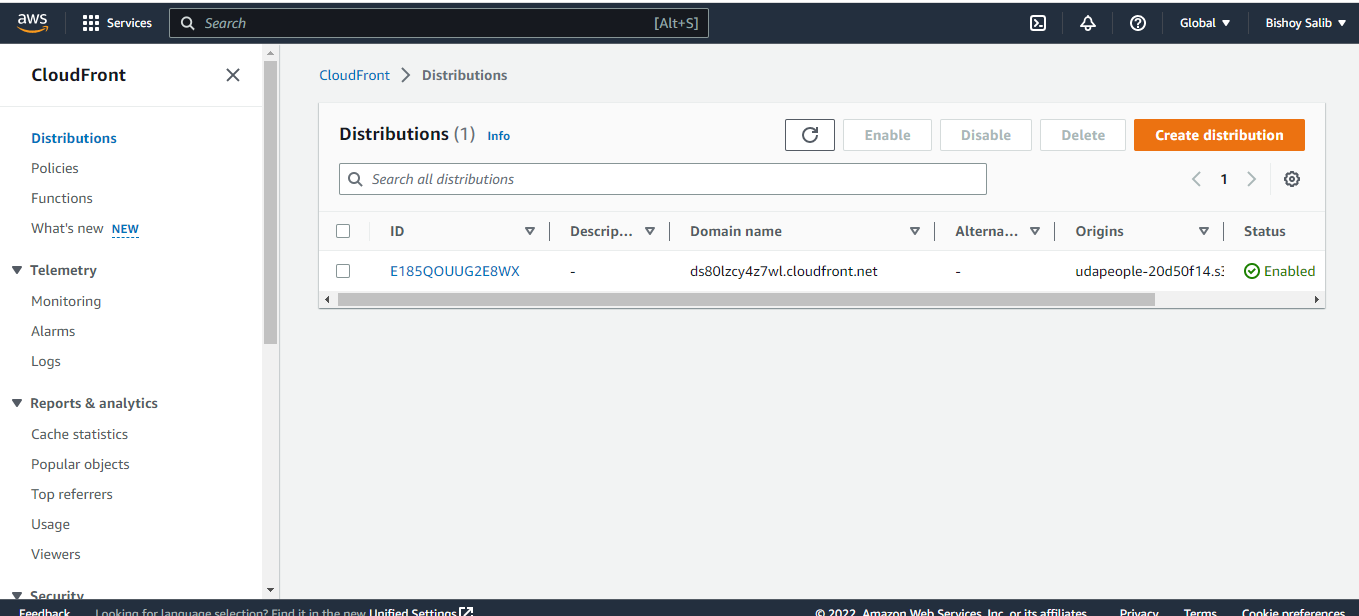 aws
Services
Search
[Alt+S]
Global
Bishoy Salib
CloudFront
Distributions
Policies
Functions
What's new NEW
Telemetry
Monitoring
Alarms
Logs
Reports & analytics
Cache statistics
Popular objects
Top referrers
Usage
Viewers
Security
CloudFront
Distributions
Distributions (1) Info
Enable
Disable
Delete
Create distribution
Search all distributions
1
ID Descrip... Domain name Alterna... Origins Status
E185QOUUG2E8WX - ds80lzcy4z7wl.cloudfront.net - udapeople-20d50f14.s3 Enabled
Feedback Looking for language selection? Find it in the new Unified Settings © 2022, Amazon Web Services, Inc. or its affiliates. Privacy Terms Cookie preferences